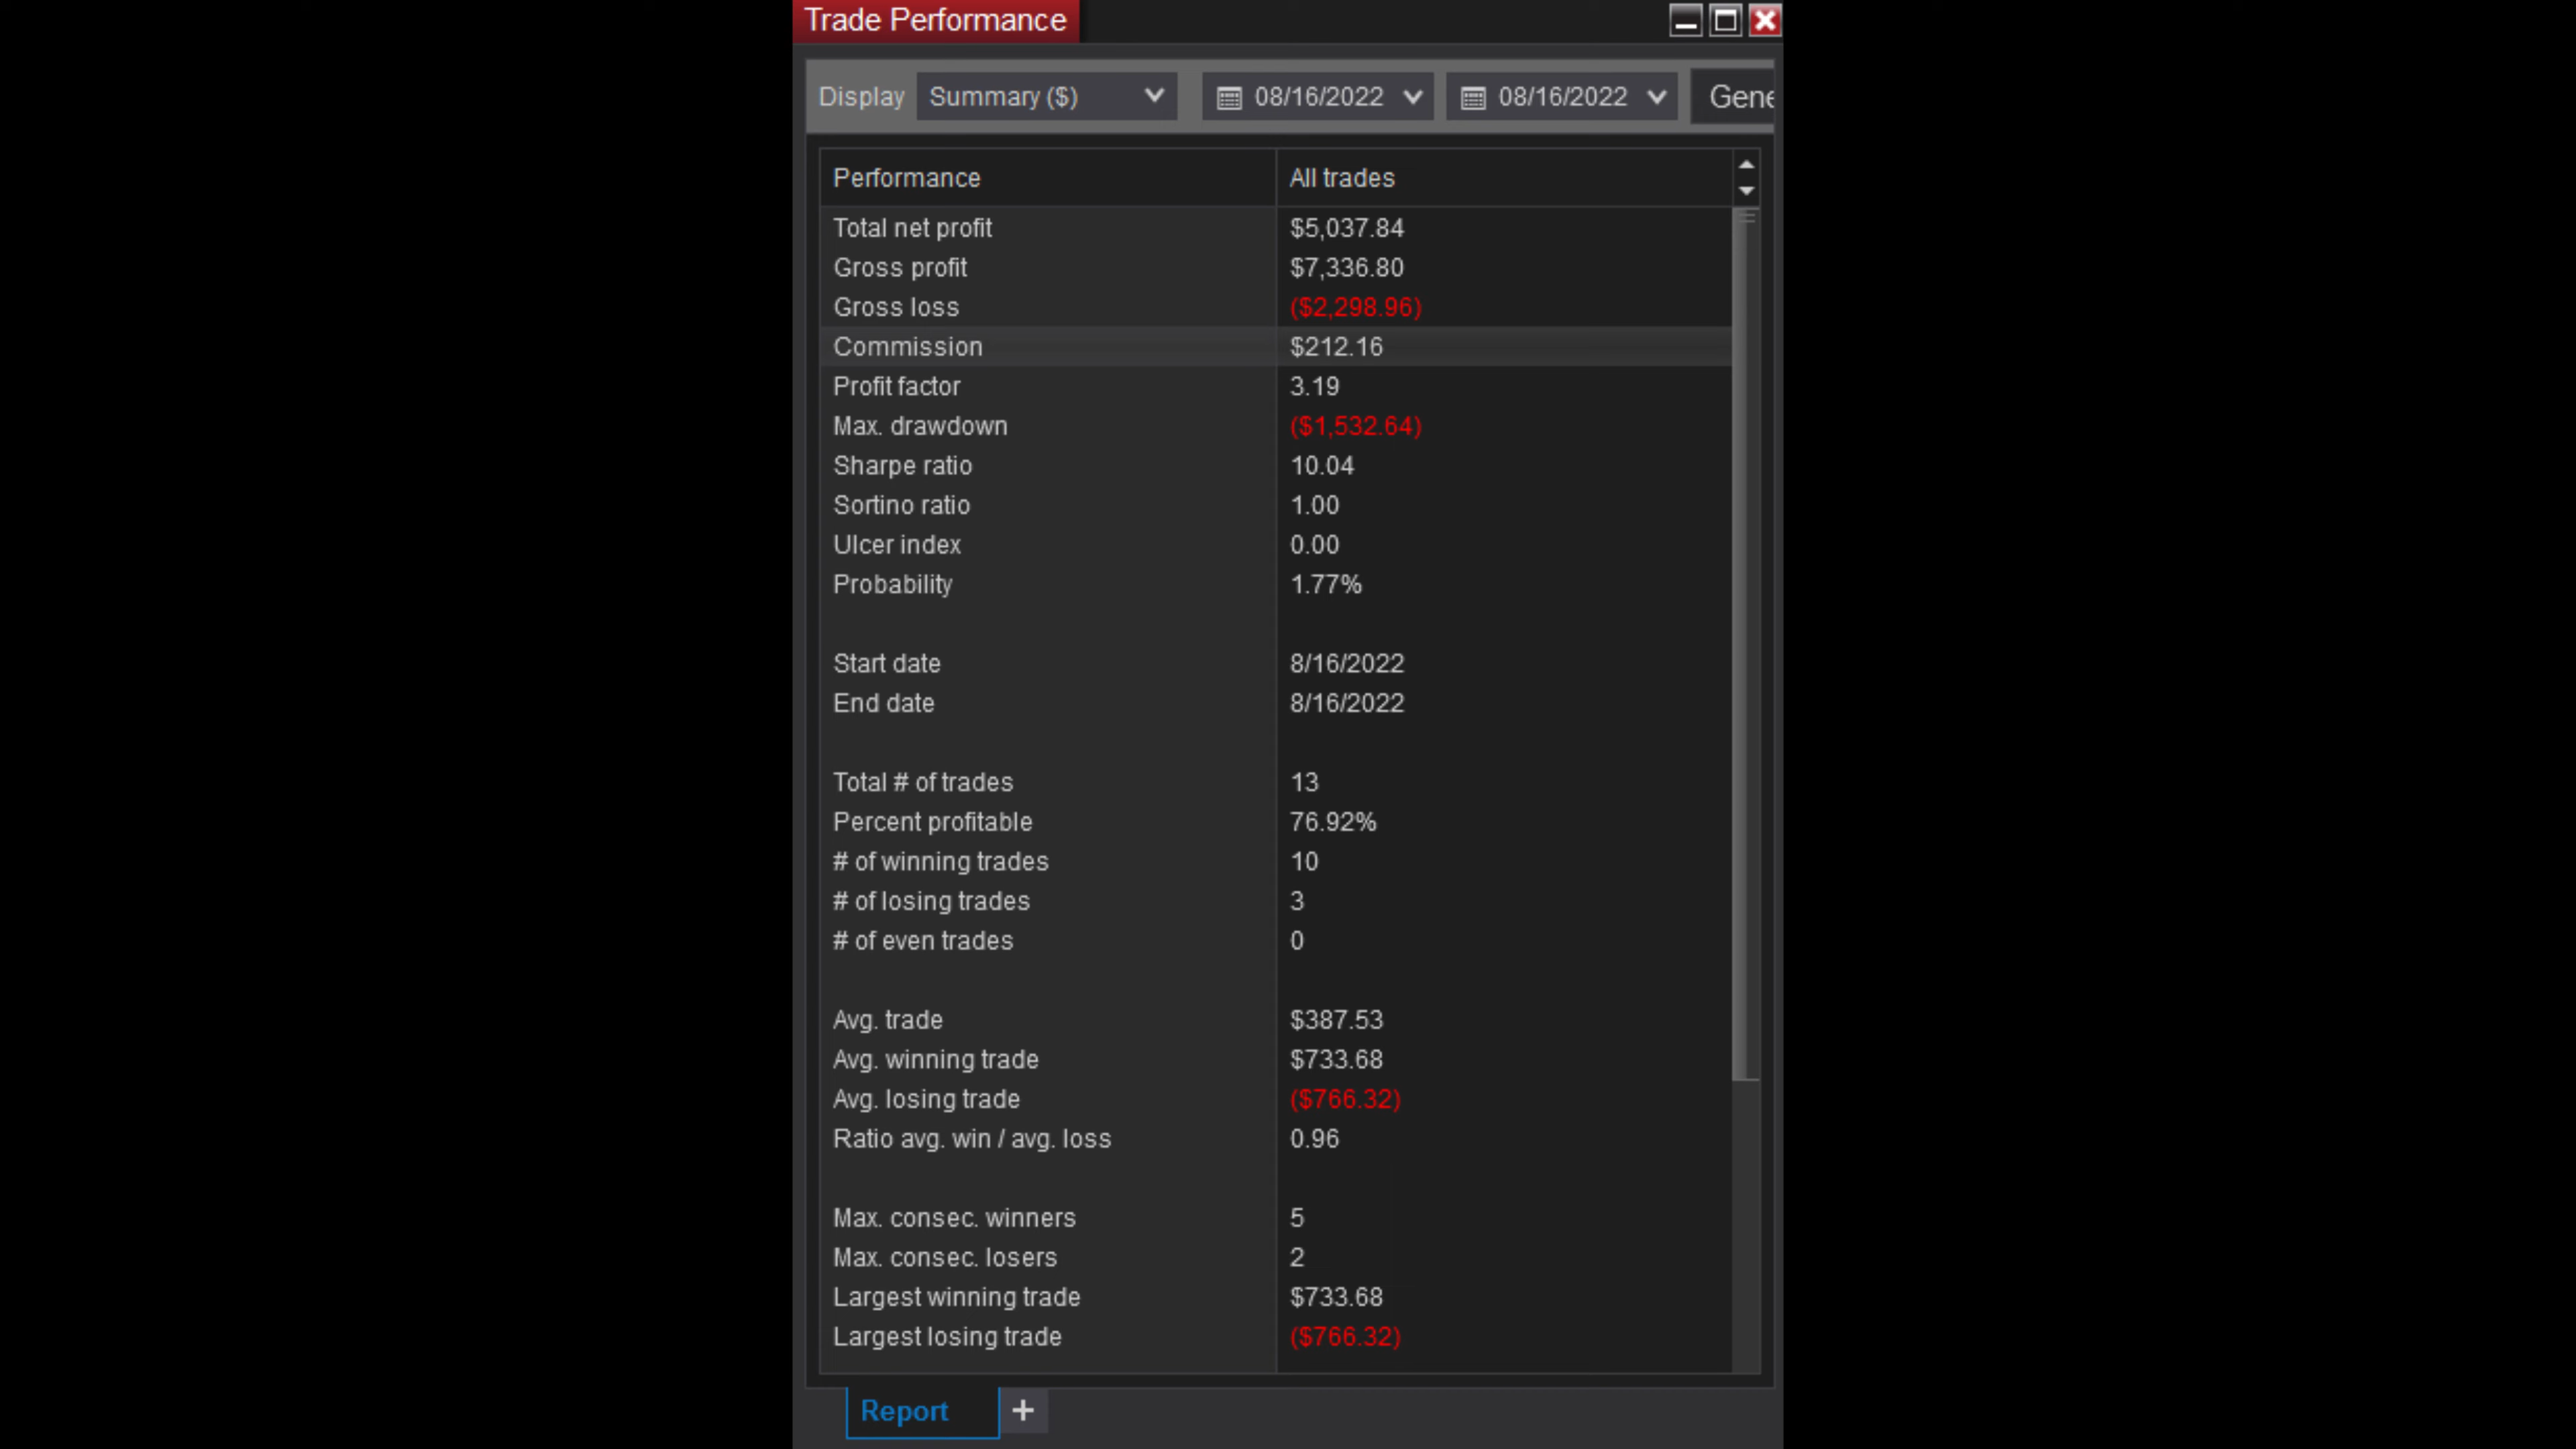 Trade Performance
Display Summary ($) 08/16/2022 08/16/2022 Gene
Performance All trades
Total net profit $5,037.84
Gross profit $7,336.80
Gross loss ($2,298.96)
Commission $212.16
Profit factor 3.19
Max. drawdown ($1,532.64)
Sharpe ratio 10.04
Sortino ratio 1.00
Ulcer index 0.00
Probability 1.77%
Start date 8/16/2022
End date 8/16/2022
Total # of trades 13
Percent profitable 76.92%
# of winning trades 10
# of losing trades 3
# of even trades 0
Avg. trade $387.53
Avg. winning trade $733.68
Avg. losing trade ($766.32)
Ratio avg. win / avg. loss 0.96
Max. consec. winners 5
Max. consec. losers 2
Largest winning trade $733.68
Largest losing trade ($766.32)
Report +